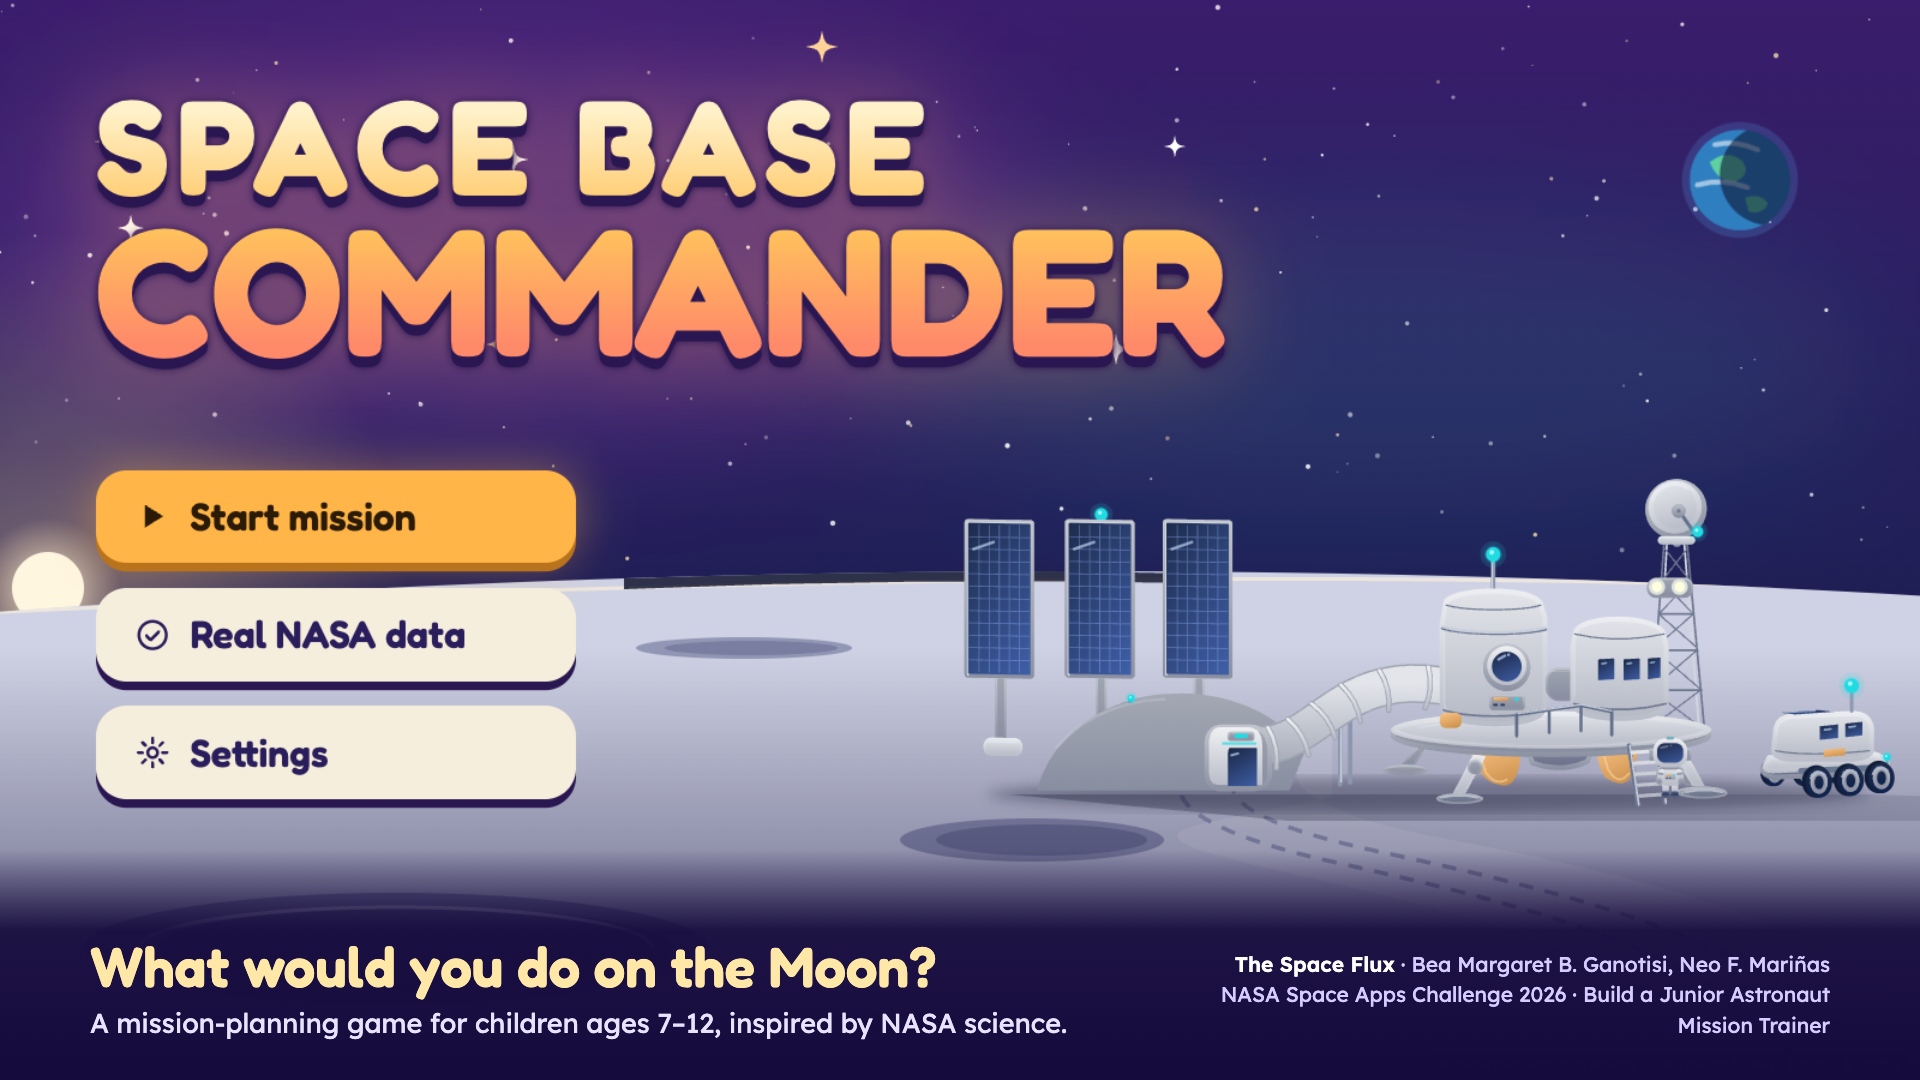 SPACE BASE
COMMANDER
Start mission
Real NASA data
Settings
What would you do on the Moon?
A mission-planning game for children ages 7–12, inspired by NASA science.
The Space Flux · Bea Margaret B. Ganotisi, Neo F. Mariñas
NASA Space Apps Challenge 2026 · Build a Junior Astronaut
Mission Trainer